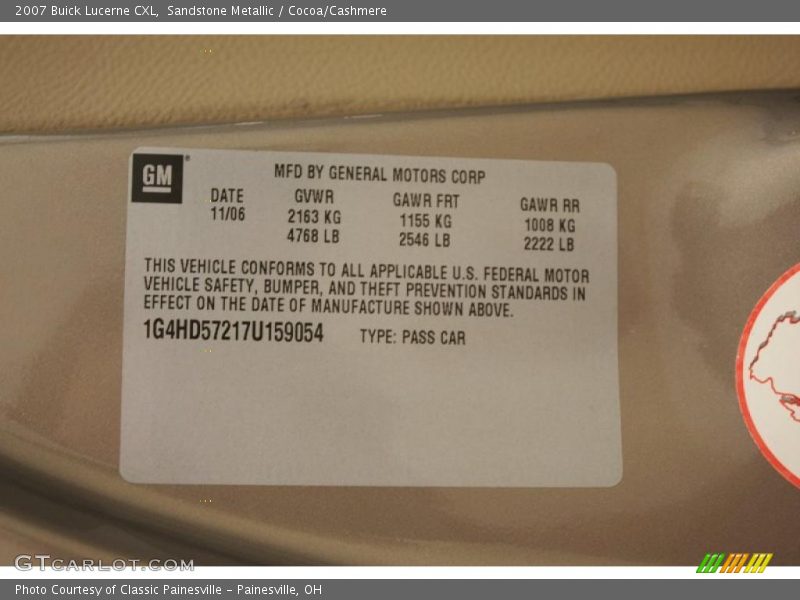 2007 Buick Lucerne CXL, Sandstone Metallic / Cocoa/Cashmere
GM
MFD BY GENERAL MOTORS CORP
DATE GVWR GAWR FRT GAWR RR
11/06 2163 KG 1155 KG 1008 KG
4768 LB 2546 LB 2222 LB
THIS VEHICLE CONFORMS TO ALL APPLICABLE U.S. FEDERAL MOTOR
VEHICLE SAFETY, BUMPER, AND THEFT PREVENTION STANDARDS IN
EFFECT ON THE DATE OF MANUFACTURE SHOWN ABOVE.
1G4HD57217U159054 TYPE: PASS CAR
GTCARLOT.COM
Photo Courtesy of Classic Painesville - Painesville, OH